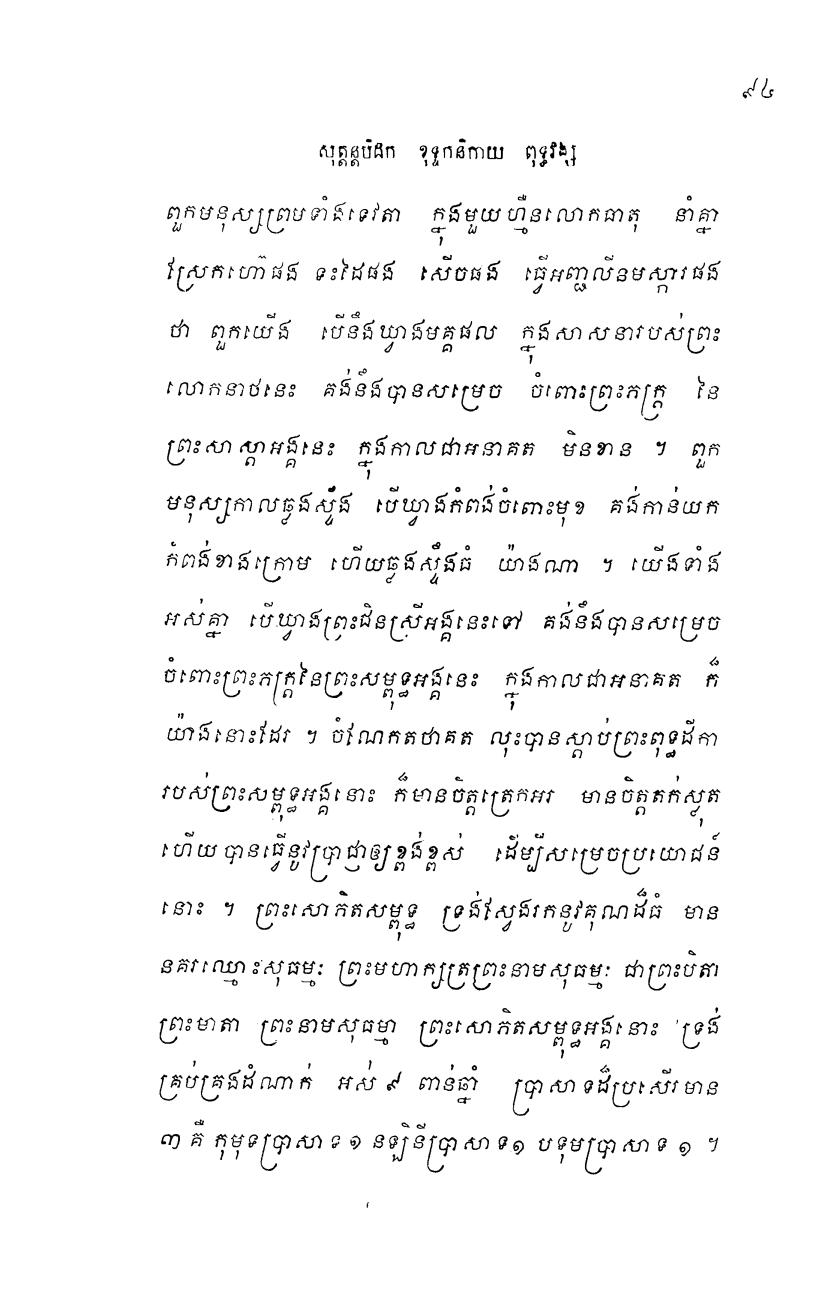 ៩៤
សុត្តន្តបិដក ខុទ្ទកនិកាយ ពុទ្ធវង្ស
ពួកមនុស្សព្រមទាំងទេវតា ក្នុងមួយហ្មឺនលោកធាតុ នាំគ្នា
ស្រែកហ៊ោផង ទះដៃផង សើចផង ធ្វើអញ្ជលីនមស្ការផង
ថា ពួកយើង បើនឹងឃ្វាងមគ្គផល ក្នុងសាសនារបស់ព្រះ
លោកនាថនេះ គង់នឹងបានសម្រេច ចំពោះព្រះភក្ត្រ នៃ
ព្រះសាស្តាអង្គនេះ ក្នុងកាលជាអនាគត មិនខាន ។ ពួក
មនុស្សកាលឆ្លងស្ទឹង បើឃ្វាងកំពង់ចំពោះមុខ គង់កាន់យក
កំពង់ខាងក្រោម ហើយឆ្លងស្ទឹងធំ យ៉ាងណា ។ យើងទាំង
អស់គ្នា បើឃ្វាងព្រះជិនស្រីអង្គនេះទៅ គង់នឹងបានសម្រេច
ចំពោះព្រះភក្ត្រនៃព្រះសម្ពុទ្ធអង្គនេះ ក្នុងកាលជាអនាគត ក៏
យ៉ាងនោះដែរ ។ ចំណែកតថាគត លុះបានស្តាប់ព្រះពុទ្ធដីកា
របស់ព្រះសម្ពុទ្ធអង្គនោះ ក៏មានចិត្តត្រេកអរ មានចិត្តតក់ស្លុត
ហើយបានធ្វើនូវប្រាជ្ញាឲ្យខ្ពង់ខ្ពស់ ដើម្បីសម្រេចប្រយោជន៍
នោះ ។ ព្រះសោភិតសម្ពុទ្ធ ទ្រង់ស្វែងរកនូវគុណដ៏ធំ មាន
នគរឈ្មោះសុធម្មៈ ព្រះមហាក្សត្រព្រះនាមសុធម្មៈ ជាព្រះបិតា
ព្រះមាតា ព្រះនាមសុធម្មា ព្រះសោភិតសម្ពុទ្ធអង្គនោះ ទ្រង់
គ្រប់គ្រងដំណាក់ អស់ ៩ ពាន់ឆ្នាំ ប្រាសាទដ៏ប្រសើរមាន
៣ គឺ កុមុទប្រាសាទ ១ នឡិនីប្រាសាទ១ បទុមប្រាសាទ ១ ។